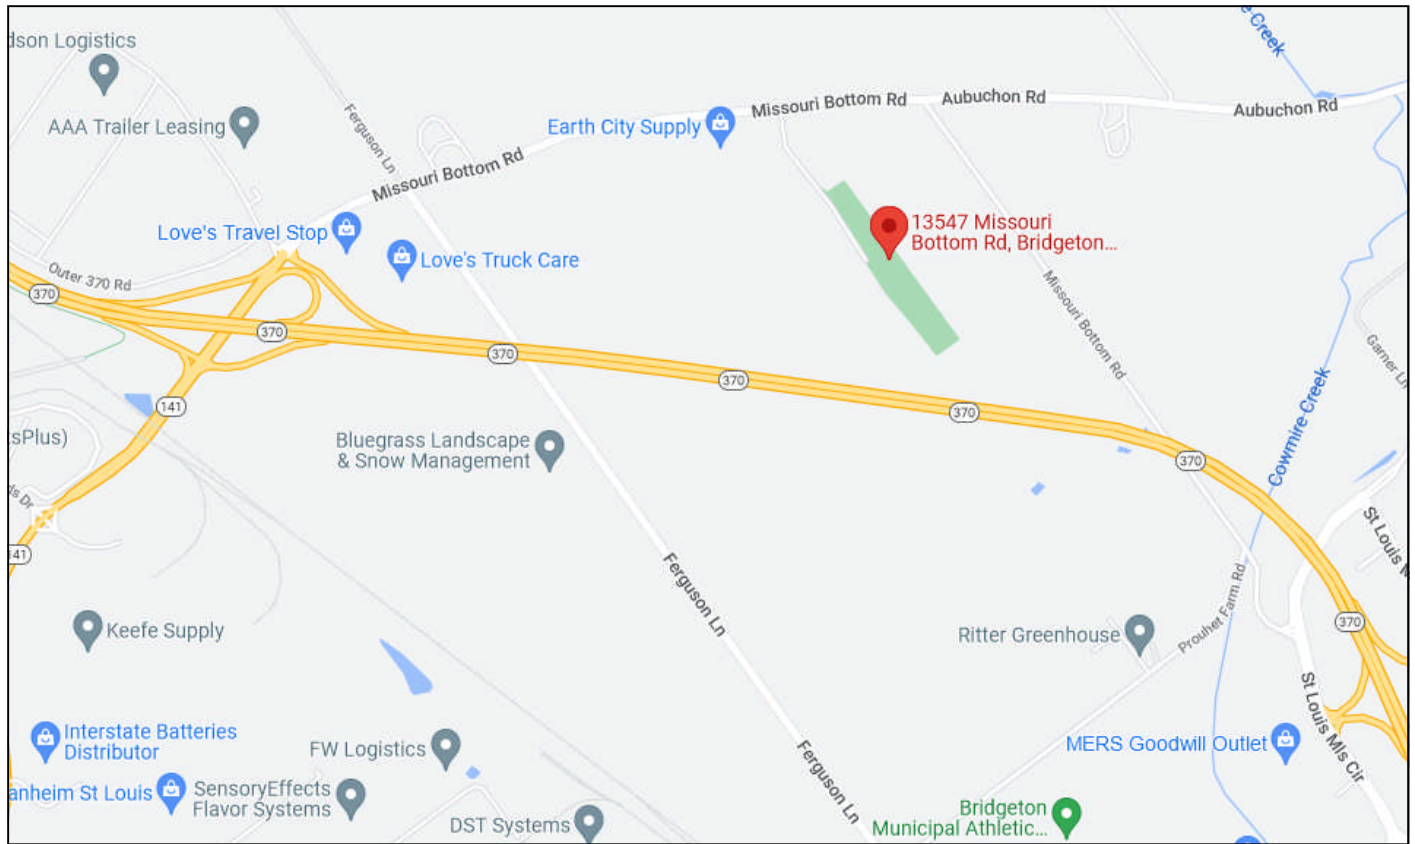 dson Logistics
AAA Trailer Leasing
Ferguson Ln
Earth City Supply
Missouri Bottom Rd
Aubuchon Rd
Aubuchon Rd
e Creek
Missouri Bottom Rd
Love's Travel Stop
Love's Truck Care
13547 Missouri
Bottom Rd, Bridgeton...
Outer 370 Rd
370
370
370
370
370
370
370
Missouri Bottom Rd
Garner Ln
Cowmire Creek
141
sPlus)
Bluegrass Landscape
& Snow Management
ds Dr
141
St Louis M
Ferguson Ln
Keefe Supply
Ritter Greenhouse
Prouhet Farm Rd
Interstate Batteries
Distributor
FW Logistics
MERS Goodwill Outlet
St Louis Mls Cir
anheim St Louis
SensoryEffects
Flavor Systems
Ferguson Ln
DST Systems
Bridgeton
Municipal Athletic...